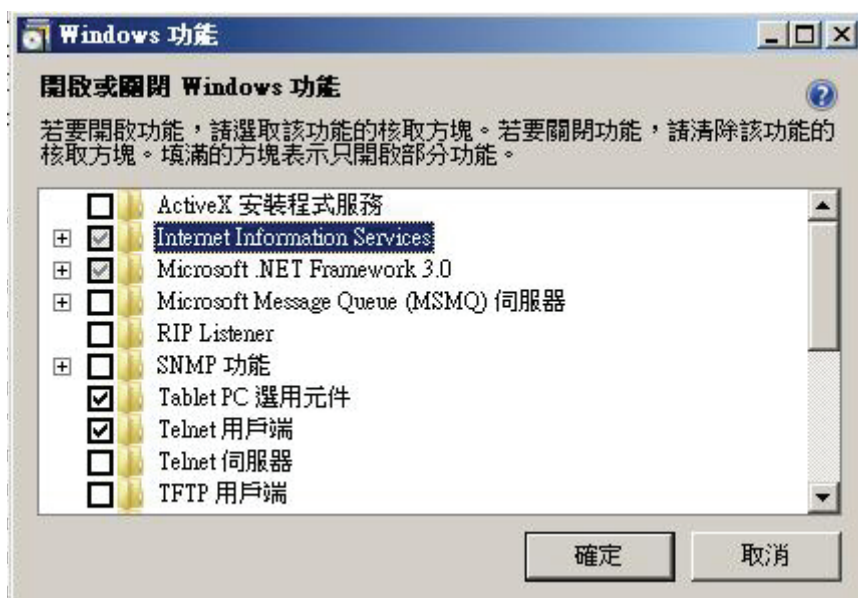 Windows 功能
開啟或關閉 Windows 功能
若要開啟功能，請選取該功能的核取方塊。若要關閉功能，請清除該功能的
核取方塊。填滿的方塊表示只開啟部分功能。
ActiveX 安裝程式服務
Internet Information Services
Microsoft .NET Framework 3.0
Microsoft Message Queue (MSMQ) 伺服器
RIP Listener
SNMP 功能
Tablet PC 選用元件
Telnet 用戶端
Telnet 伺服器
TFTP 用戶端
確定 取消